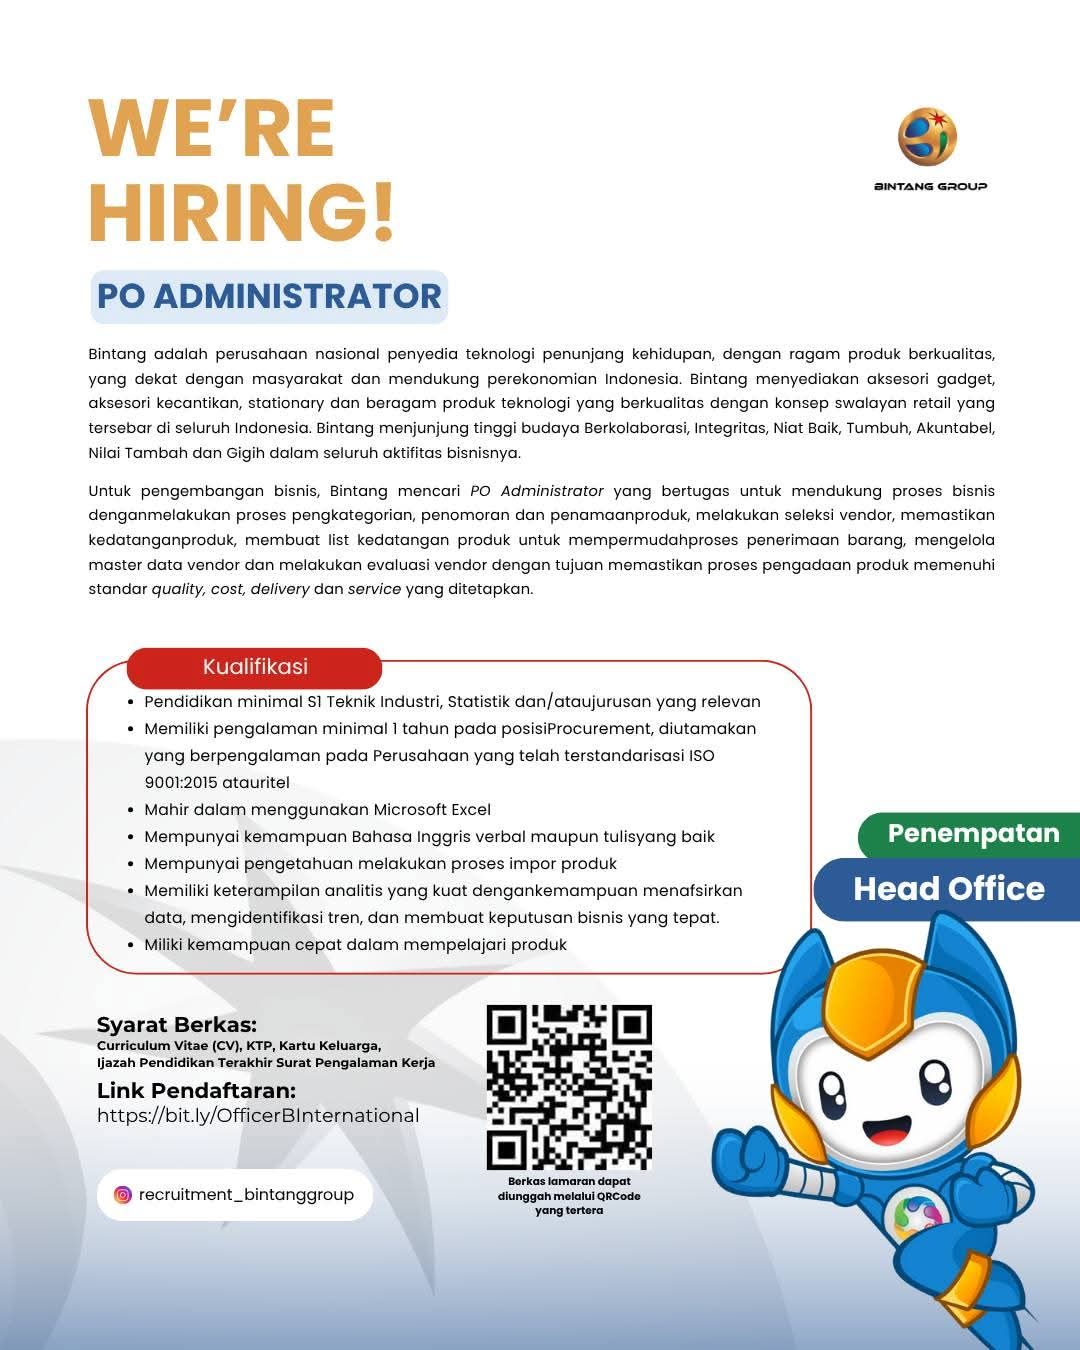 WE’RE
HIRING!
BINTANG GROUP
PO ADMINISTRATOR
Bintang adalah perusahaan nasional penyedia teknologi penunjang kehidupan, dengan ragam produk berkualitas,
yang dekat dengan masyarakat dan mendukung perekonomian Indonesia. Bintang menyediakan aksesori gadget,
aksesori kecantikan, stationary dan beragam produk teknologi yang berkualitas dengan konsep swalayan retail yang
tersebar di seluruh Indonesia. Bintang menjunjung tinggi budaya Berkolaborasi, Integritas, Niat Baik, Tumbuh, Akuntabel,
Nilai Tambah dan Gigih dalam seluruh aktifitas bisnisnya.
Untuk pengembangan bisnis, Bintang mencari PO Administrator yang bertugas untuk mendukung proses bisnis
denganmelakukan proses pengkategorian, penomoran dan penamaanproduk, melakukan seleksi vendor, memastikan
kedatanganproduk, membuat list kedatangan produk untuk mempermudahproses penerimaan barang, mengelola
master data vendor dan melakukan evaluasi vendor dengan tujuan memastikan proses pengadaan produk memenuhi
standar quality, cost, delivery dan service yang ditetapkan.
Kualifikasi
• Pendidikan minimal S1 Teknik Industri, Statistik dan/ataujurusan yang relevan
• Memiliki pengalaman minimal 1 tahun pada posisiProcurement, diutamakan
yang berpengalaman pada Perusahaan yang telah terstandarisasi ISO
9001:2015 atauritel
• Mahir dalam menggunakan Microsoft Excel
• Mempunyai kemampuan Bahasa Inggris verbal maupun tulisyang baik
• Mempunyai pengetahuan melakukan proses impor produk
• Memiliki keterampilan analitis yang kuat dengankemampuan menafsirkan
data, mengidentifikasi tren, dan membuat keputusan bisnis yang tepat.
• Miliki kemampuan cepat dalam mempelajari produk
Penempatan
Head Office
Syarat Berkas:
Curriculum Vitae (CV), KTP, Kartu Keluarga,
Ijazah Pendidikan Terakhir Surat Pengalaman Kerja
Link Pendaftaran:
https://bit.ly/OfficerBInternational
recruitment_bintanggroup
Berkas lamaran dapat
diunggah melalui QRCode
yang tertera